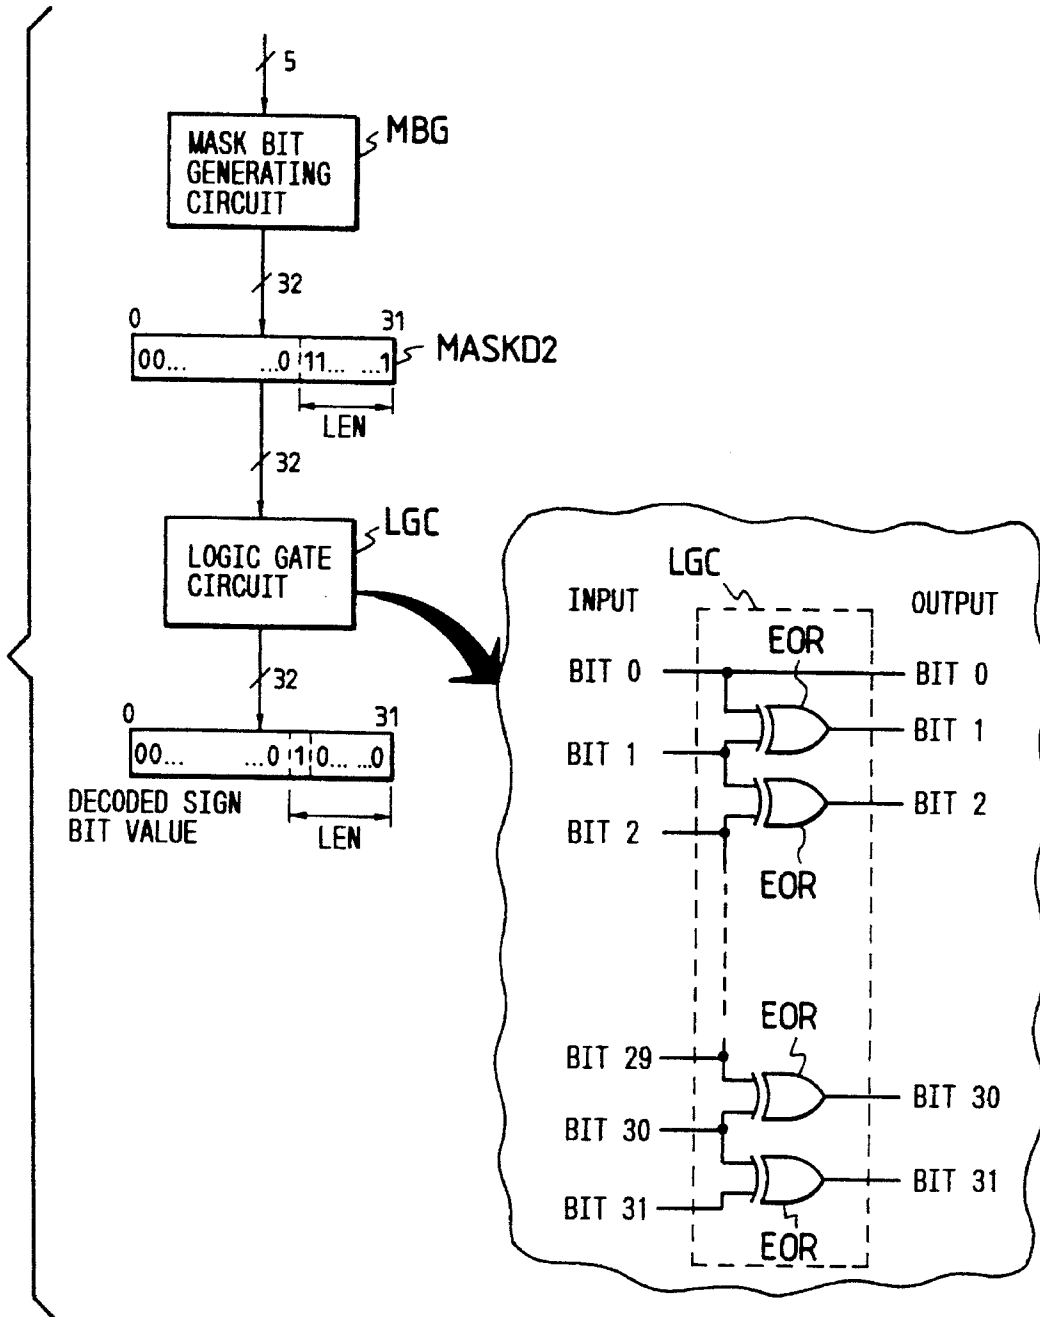 5
MASK BIT
GENERATING
CIRCUIT
MBG
32
0 31
00... ...0 11... ...1
MASKD2
LEN
32
LOGIC GATE
CIRCUIT
LGC
32
0 31
00... ...0 1 0... ...0
DECODED SIGN
BIT VALUE
LEN
LGC
INPUT OUTPUT
EOR
BIT 0 BIT 0
BIT 1
BIT 1
BIT 2
BIT 2
EOR
EOR
BIT 29
BIT 30
BIT 30
BIT 31
BIT 31
EOR